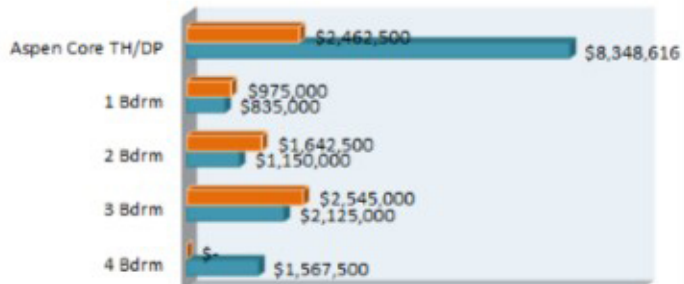 Aspen Core TH/DP
$2,462,500
$8,348,616
1 Bdrm
$975,000
$835,000
2 Bdrm
$1,642,500
$1,150,000
3 Bdrm
$2,545,000
$2,125,000
4 Bdrm
$-
$1,567,500